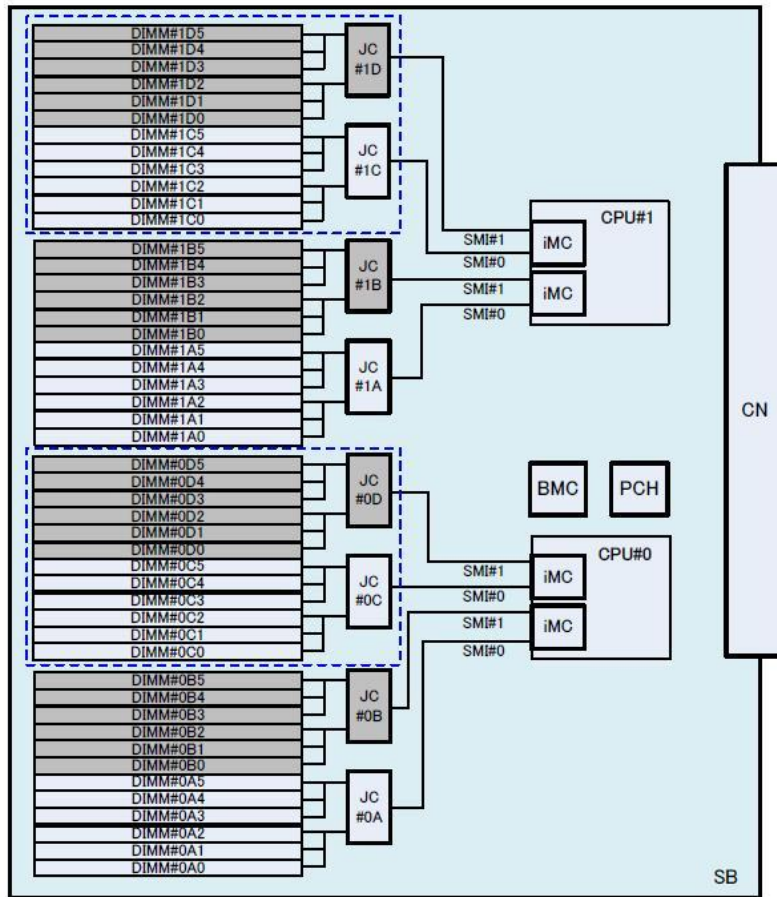 DIMM#1D5
DIMM#1D4
DIMM#1D3
DIMM#1D2
DIMM#1D1
DIMM#1D0
JC
#1D
DIMM#1C5
DIMM#1C4
DIMM#1C3
DIMM#1C2
DIMM#1C1
DIMM#1C0
JC
#1C
DIMM#1B5
DIMM#1B4
DIMM#1B3
DIMM#1B2
DIMM#1B1
DIMM#1B0
JC
#1B
DIMM#1A5
DIMM#1A4
DIMM#1A3
DIMM#1A2
DIMM#1A1
DIMM#1A0
JC
#1A
SMI#1
SMI#0
SMI#1
SMI#0
CPU#1
iMC
iMC
DIMM#0D5
DIMM#0D4
DIMM#0D3
DIMM#0D2
DIMM#0D1
DIMM#0D0
JC
#0D
DIMM#0C5
DIMM#0C4
DIMM#0C3
DIMM#0C2
DIMM#0C1
DIMM#0C0
JC
#0C
DIMM#0B5
DIMM#0B4
DIMM#0B3
DIMM#0B2
DIMM#0B1
DIMM#0B0
JC
#0B
DIMM#0A5
DIMM#0A4
DIMM#0A3
DIMM#0A2
DIMM#0A1
DIMM#0A0
JC
#0A
BMC
PCH
SMI#1
SMI#0
SMI#1
SMI#0
CPU#0
iMC
iMC
CN
SB